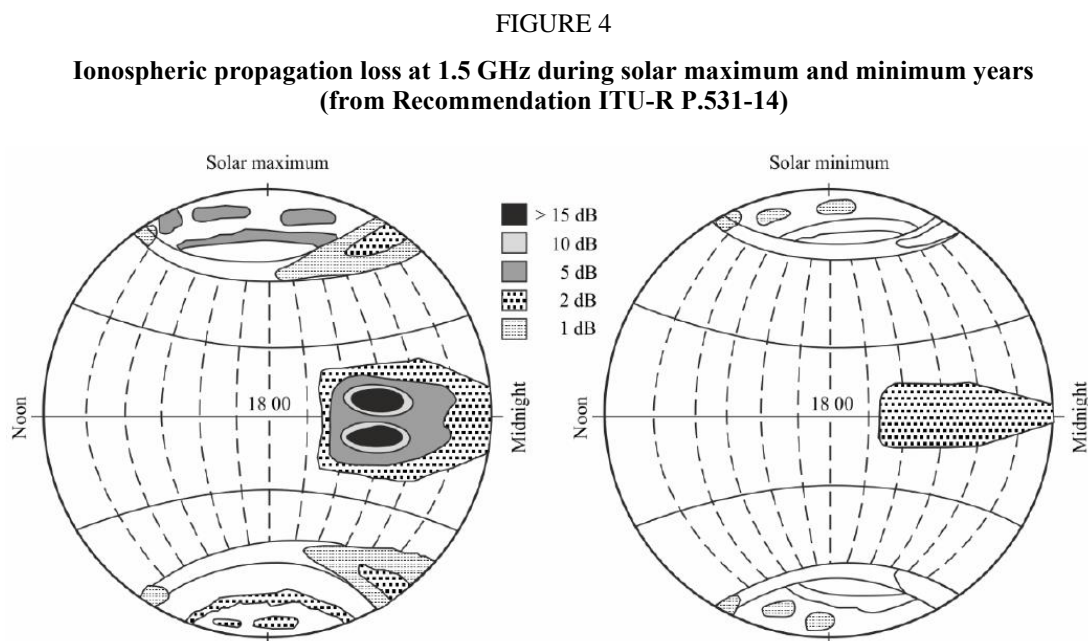 FIGURE 4
Ionospheric propagation loss at 1.5 GHz during solar maximum and minimum years
(from Recommendation ITU-R P.531-14)
Solar maximum
Solar minimum
> 15 dB
10 dB
5 dB
2 dB
1 dB
Noon
18 00
Midnight
Noon
18 00
Midnight